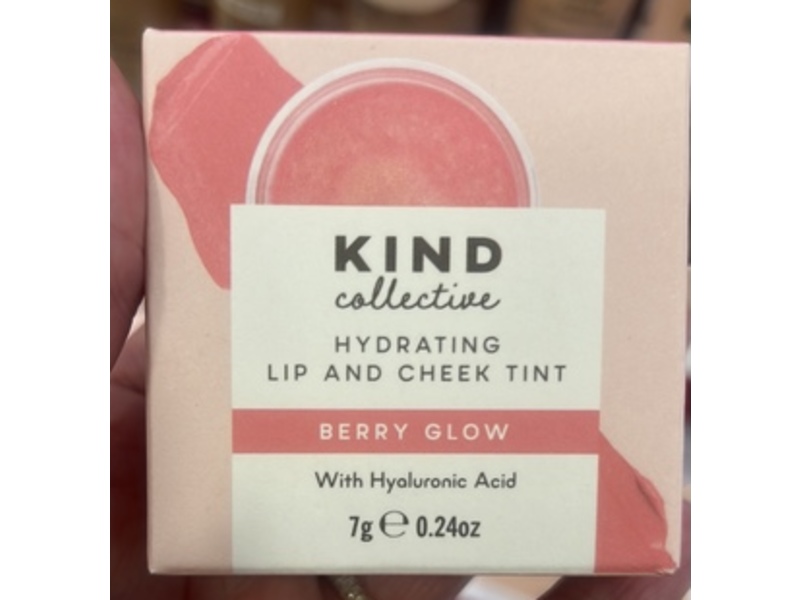 KIND
collective
HYDRATING
LIP AND CHEEK TINT
BERRY GLOW
With Hyaluronic Acid
7g ℮ 0.24oz